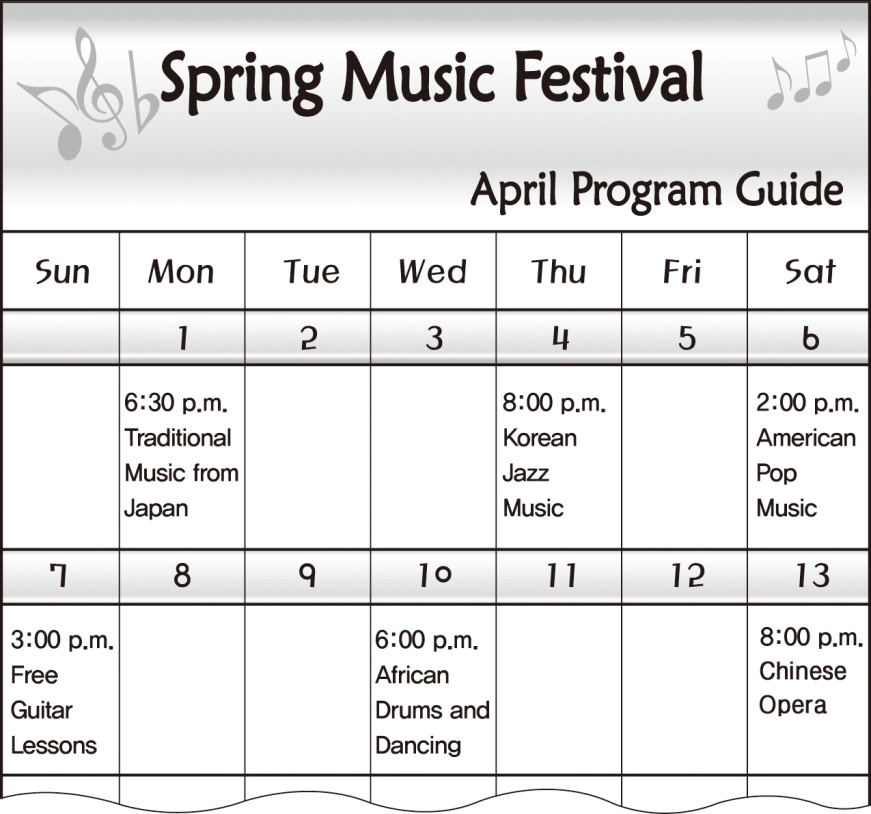 Spring Music Festival
April Program Guide
Sun Mon Tue Wed Thu Fri Sat
1 2 3 4 5 6
6:30 p.m.
Traditional
Music from
Japan
8:00 p.m.
Korean
Jazz
Music
2:00 p.m.
American
Pop
Music
7 8 9 10 11 12 13
3:00 p.m.
Free
Guitar
Lessons
6:00 p.m.
African
Drums and
Dancing
8:00 p.m.
Chinese
Opera